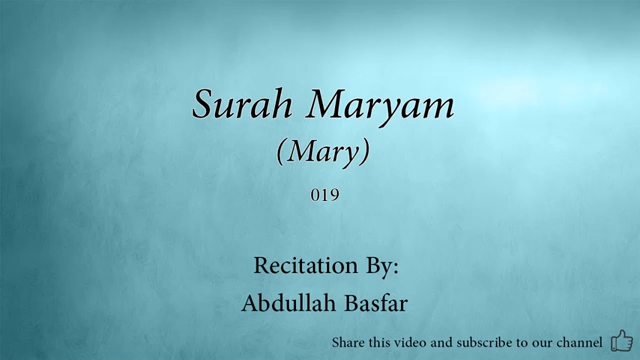 Surah Maryam
(Mary)
019
Recitation By:
Abdullah Basfar
Share this video and subscribe to our channel